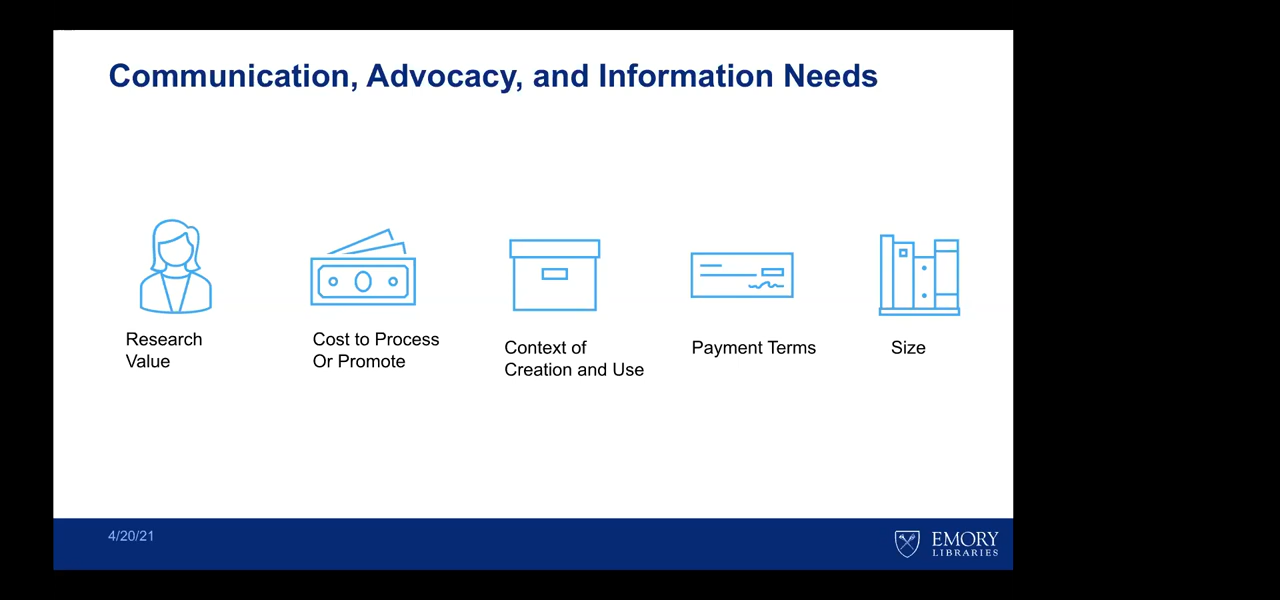 Communication, Advocacy, and Information Needs
Research
Value
Cost to Process
Or Promote
Context of
Creation and Use
Payment Terms
Size
4/20/21
EMORY
LIBRARIES